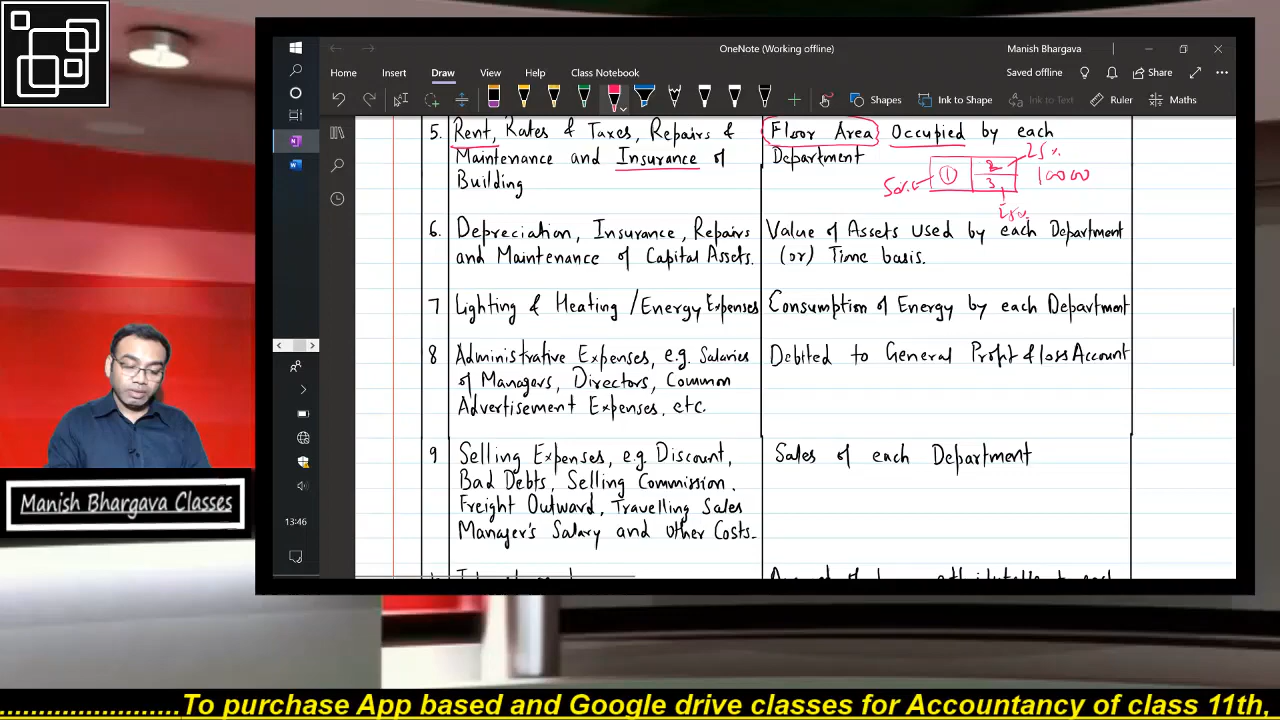 OneNote (Working offline)
Manish Bhargava
Home Insert Draw View Help Class Notebook
Saved offline
Share
Shapes
Ink to Shape
Ink to Text
Ruler
Maths
5. Rent, Rates & Taxes, Repairs &
Maintenance and Insurance of
Building
Floor Area Occupied by each
Department
25%
1 2
3
10000
50%
25%
6. Depreciation, Insurance, Repairs
and Maintenance of Capital Assets.
Value of Assets used by each Department
(or) Time basis.
7 Lighting & Heating / Energy Expenses
Consumption of Energy by each Department
8 Administrative Expenses, e.g. Salaries
of Managers, Directors, Common
Advertisement Expenses, etc.
Debited to General Profit & loss Account
9 Selling Expenses, e.g. Discount,
Bad Debts, Selling Commission.
Freight Outward, Travelling Sales
Manager's Salary and other Costs.
Sales of each Department
13:46
Manish Bhargava Classes
.......................To purchase App based and Google drive classes for Accountancy of class 11th,